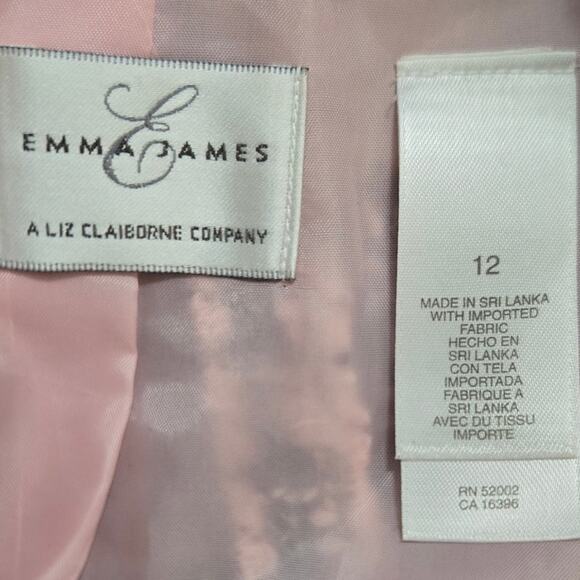 EMMA JAMES
A LIZ CLAIBORNE COMPANY
12
MADE IN SRI LANKA
WITH IMPORTED
FABRIC
HECHO EN
SRI LANKA
CON TELA
IMPORTADA
FABRIQUE A
SRI LANKA
AVEC DU TISSU
IMPORTE
RN 52002
CA 16396